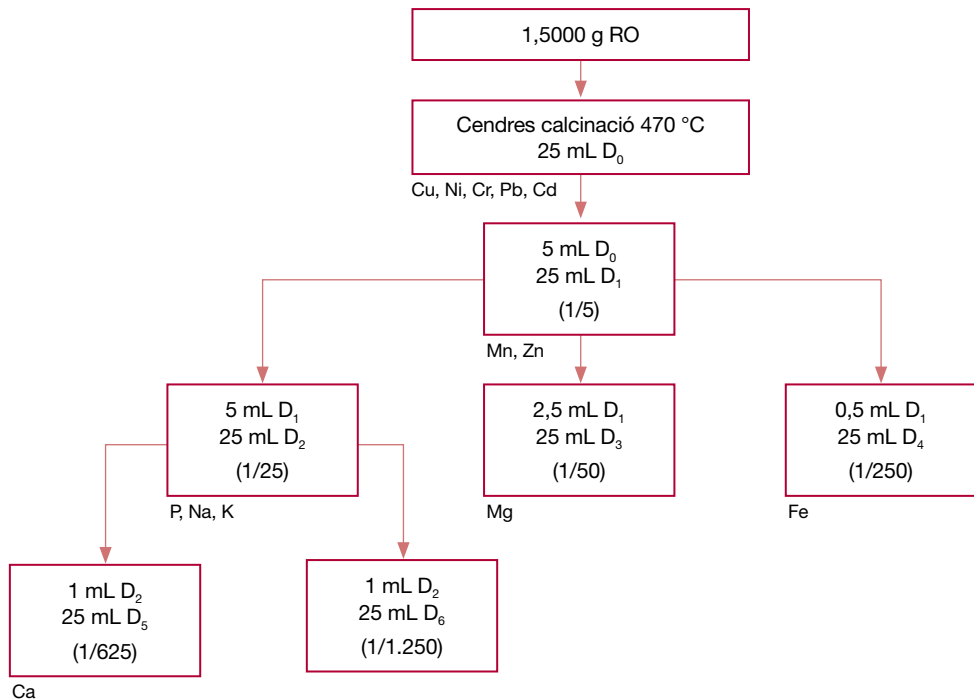 1,5000 g RO
Cendres calcinació 470 °C
25 mL D₀
Cu, Ni, Cr, Pb, Cd
5 mL D₀
25 mL D₁
(1/5)
Mn, Zn
5 mL D₁
25 mL D₂
(1/25)
P, Na, K
2,5 mL D₁
25 mL D₃
(1/50)
Mg
0,5 mL D₁
25 mL D₄
(1/250)
Fe
1 mL D₂
25 mL D₅
(1/625)
Ca
1 mL D₂
25 mL D₆
(1/1.250)